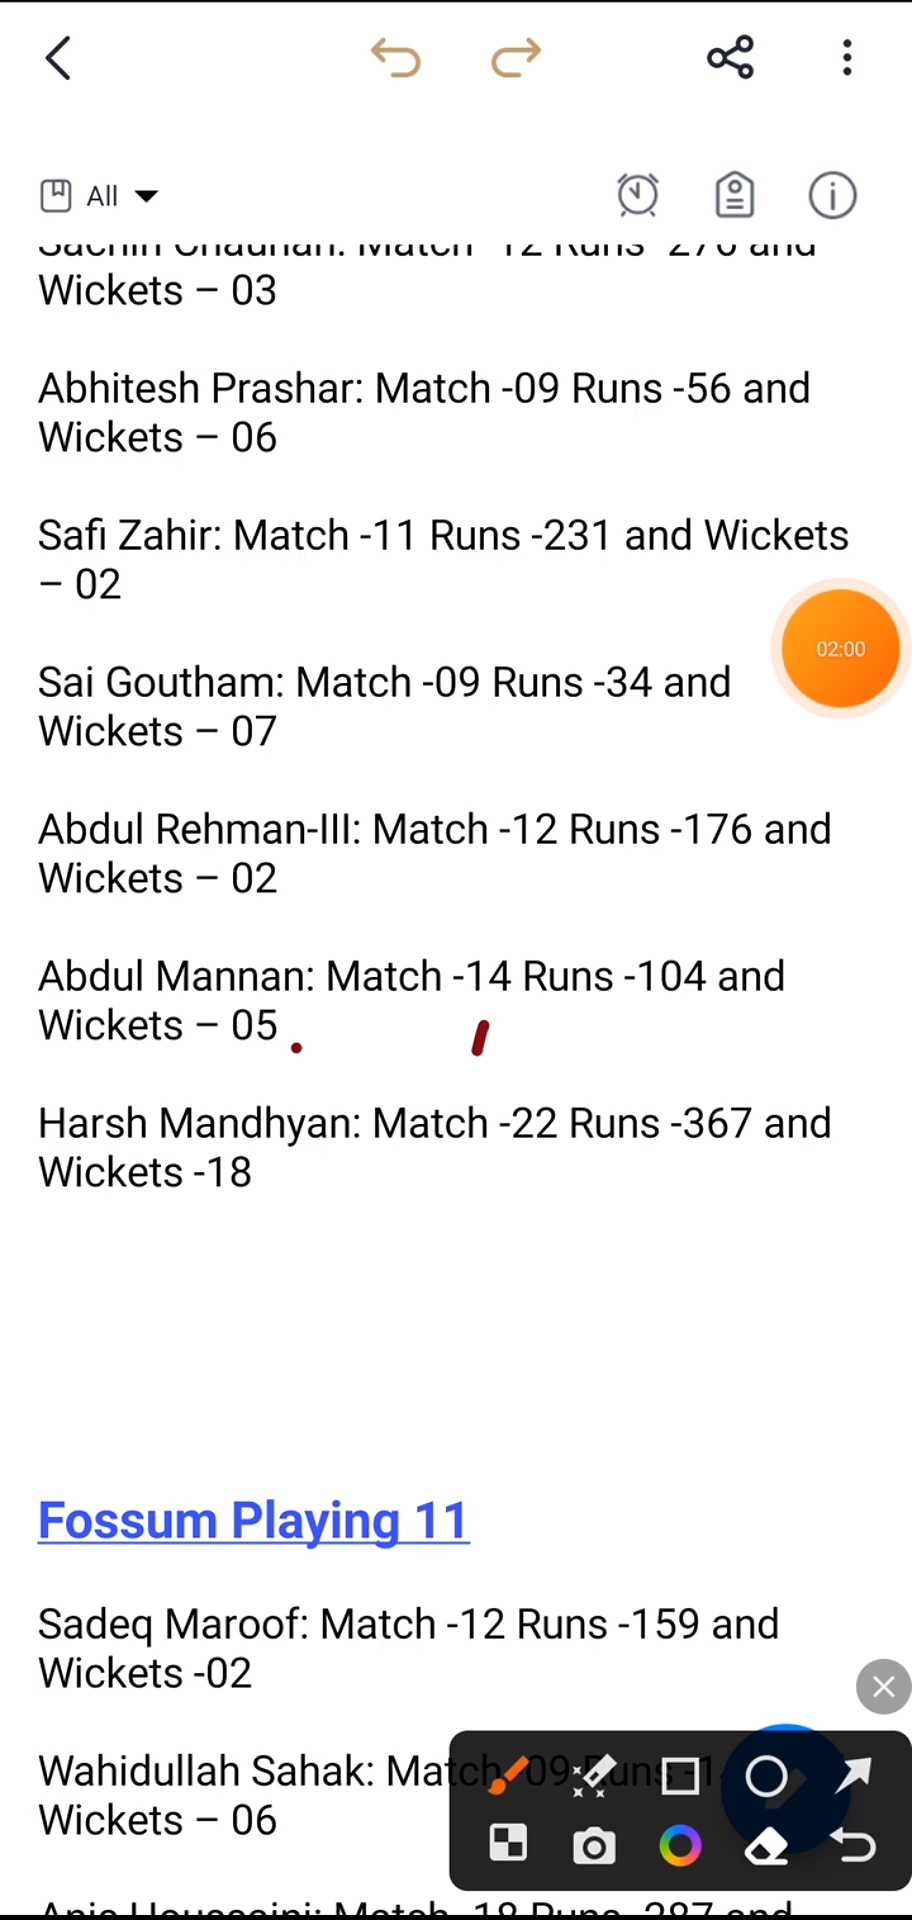 All
Wickets – 03
Abhitesh Prashar: Match -09 Runs -56 and
Wickets – 06
Safi Zahir: Match -11 Runs -231 and Wickets
– 02
02:00
Sai Goutham: Match -09 Runs -34 and
Wickets – 07
Abdul Rehman-III: Match -12 Runs -176 and
Wickets – 02
Abdul Mannan: Match -14 Runs -104 and
Wickets – 05
Harsh Mandhyan: Match -22 Runs -367 and
Wickets -18
Fossum Playing 11
Sadeq Maroof: Match -12 Runs -159 and
Wickets -02
Wahidullah Sahak: Match -09 Runs
Wickets – 06